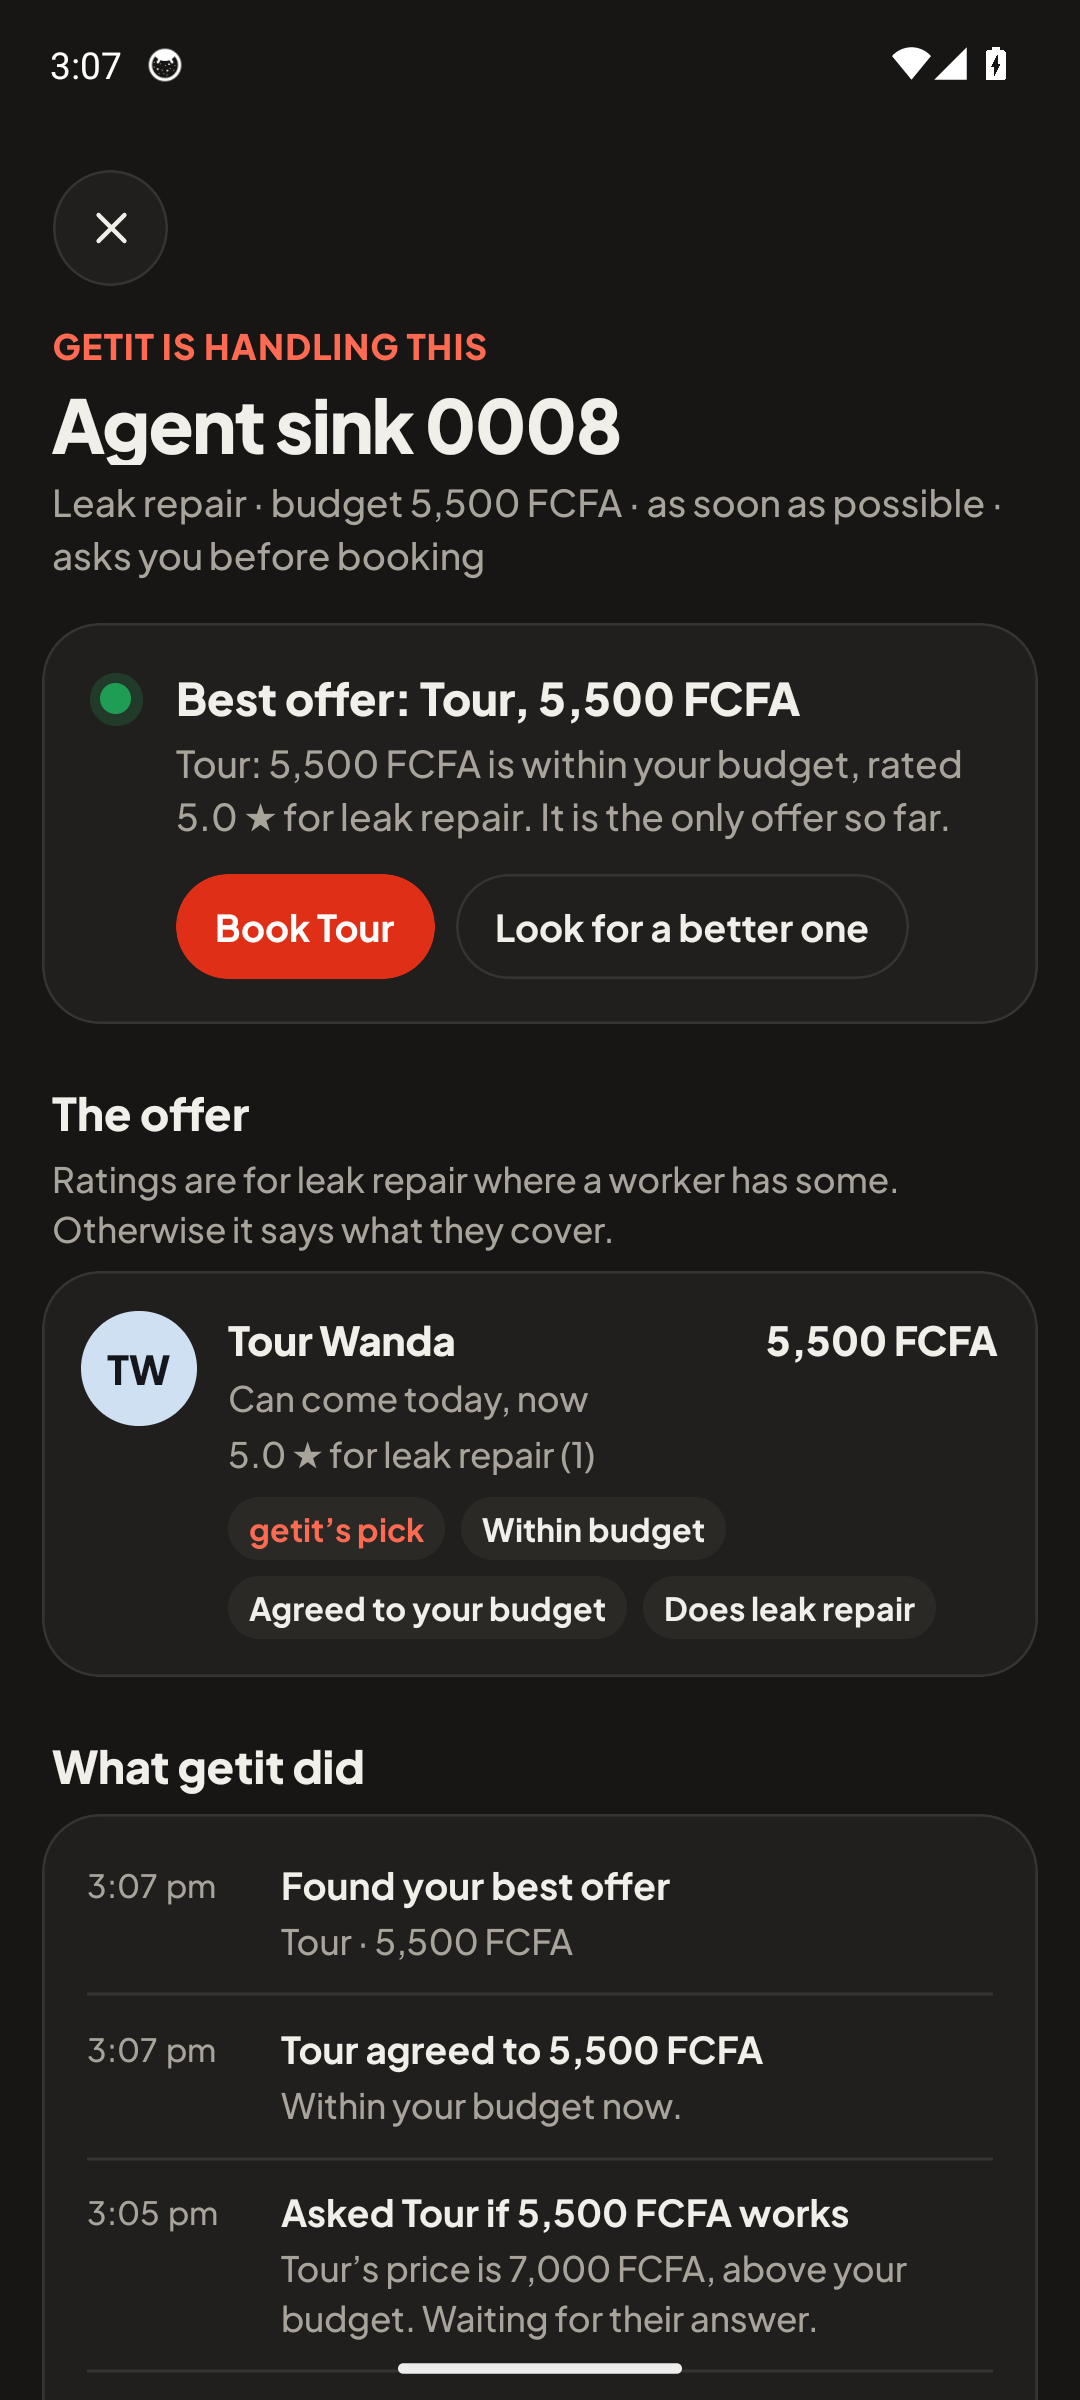 3:07
GETIT IS HANDLING THIS
Agent sink 0008
Leak repair · budget 5,500 FCFA · as soon as possible ·
asks you before booking
Best offer: Tour, 5,500 FCFA
Tour: 5,500 FCFA is within your budget, rated
5.0 ★ for leak repair. It is the only offer so far.
Book Tour
Look for a better one
The offer
Ratings are for leak repair where a worker has some.
Otherwise it says what they cover.
TW
Tour Wanda
5,500 FCFA
Can come today, now
5.0 ★ for leak repair (1)
getit’s pick
Within budget
Agreed to your budget
Does leak repair
What getit did
3:07 pm
Found your best offer
Tour · 5,500 FCFA
3:07 pm
Tour agreed to 5,500 FCFA
Within your budget now.
3:05 pm
Asked Tour if 5,500 FCFA works
Tour’s price is 7,000 FCFA, above your
budget. Waiting for their answer.